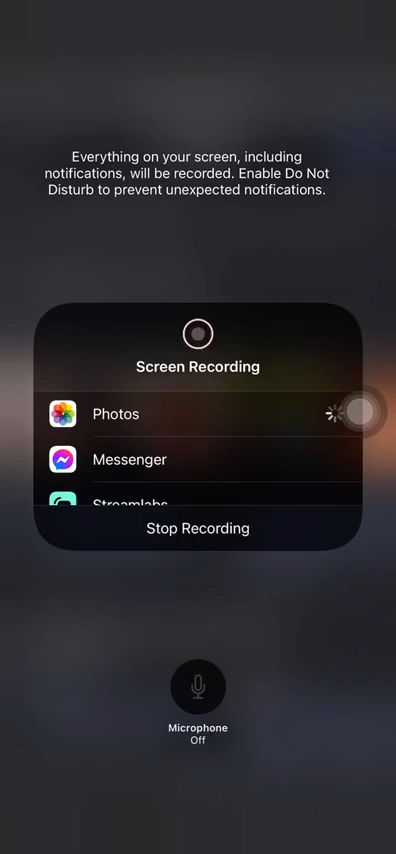 Everything on your screen, including
notifications, will be recorded. Enable Do Not
Disturb to prevent unexpected notifications.
Screen Recording
Photos
Messenger
Streamlabs
Stop Recording
Microphone
Off